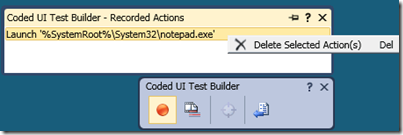 Coded UI Test Builder - Recorded Actions
Launch '%SystemRoot%\System32\notepad.exe'
Delete Selected Action(s) Del
Coded UI Test Builder